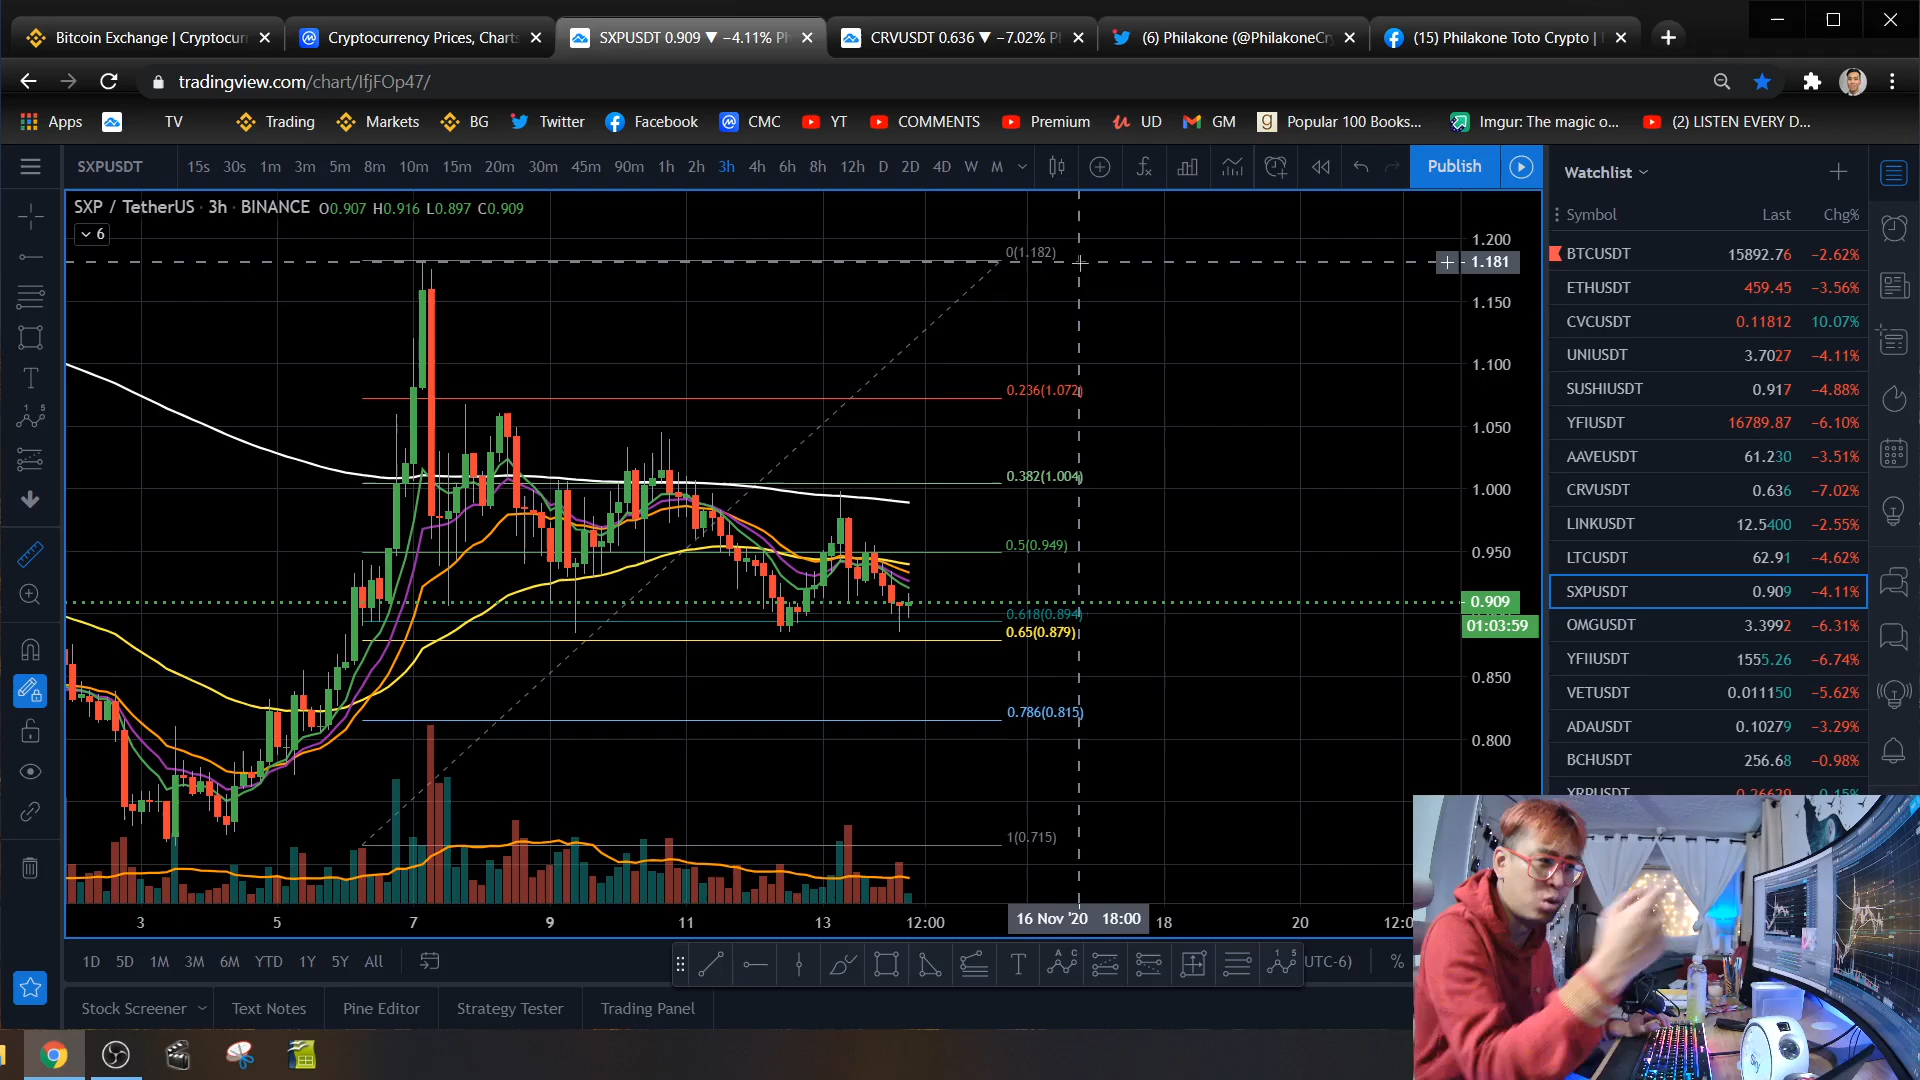 Bitcoin Exchange | Cryptocurr
Cryptocurrency Prices, Charts
SXPUSDT 0.909 ▼ −4.11% Ph
CRVUSDT 0.636 ▼ −7.02% P
(6) Philakone (@PhilakoneCr
(15) Philakone Toto Crypto |
tradingview.com/chart/IfjFOp47/
Apps
TV
Trading
Markets
BG
Twitter
Facebook
CMC
YT
COMMENTS
Premium
UD
GM
Popular 100 Books...
Imgur: The magic o...
(2) LISTEN EVERY D...
SXPUSDT
15s 30s 1m 3m 5m 8m 10m 15m 20m 30m 45m 90m 1h 2h 3h 4h 6h 8h 12h D 2D 4D W M
Publish
SXP / TetherUS · 3h · BINANCE O0.907 H0.916 L0.897 C0.909
6
0(1.182)
0.236(1.072)
0.382(1.004)
0.5(0.949)
0.618(0.894)
0.65(0.879)
0.786(0.815)
1(0.715)
1.200
1.181
1.150
1.100
1.050
1.000
0.950
0.909
01:03:59
0.850
0.800
3 5 7 9 11 13 12:00 16 Nov '20 18:00 18 20 12:0
1D 5D 1M 3M 6M YTD 1Y 5Y All
UTC-6) %
Stock Screener
Text Notes
Pine Editor
Strategy Tester
Trading Panel
Watchlist
Symbol Last Chg%
BTCUSDT 15892.76 −2.62%
ETHUSDT 459.45 −3.56%
CVCUSDT 0.11812 10.07%
UNIUSDT 3.7027 −4.11%
SUSHIUSDT 0.917 −4.88%
YFIUSDT 16789.87 −6.10%
AAVEUSDT 61.230 −3.51%
CRVUSDT 0.636 −7.02%
LINKUSDT 12.5400 −2.55%
LTCUSDT 62.91 −4.62%
SXPUSDT 0.909 −4.11%
OMGUSDT 3.3992 −6.31%
YFIIUSDT 1555.26 −6.74%
VETUSDT 0.011150 −5.62%
ADAUSDT 0.10279 −3.29%
BCHUSDT 256.68 −0.98%